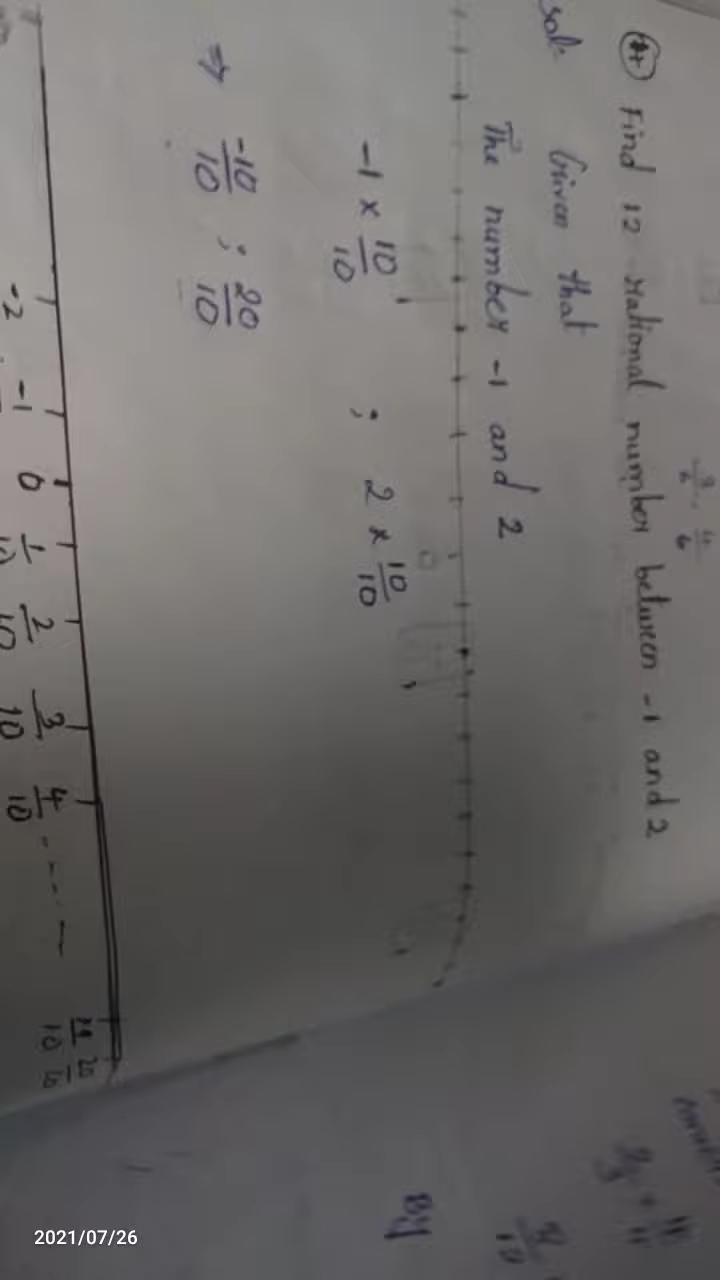 Find 12 rational number between -1 and 2
sol- Given that
The number -1 and 2
-1 × 10/10 ; 2 × 10/10
⇒ -10/10 ; 20/10
-2 -1 0 1/10 2/10 3/10 4/10 ---- 19/10 20/10
By
2021/07/26